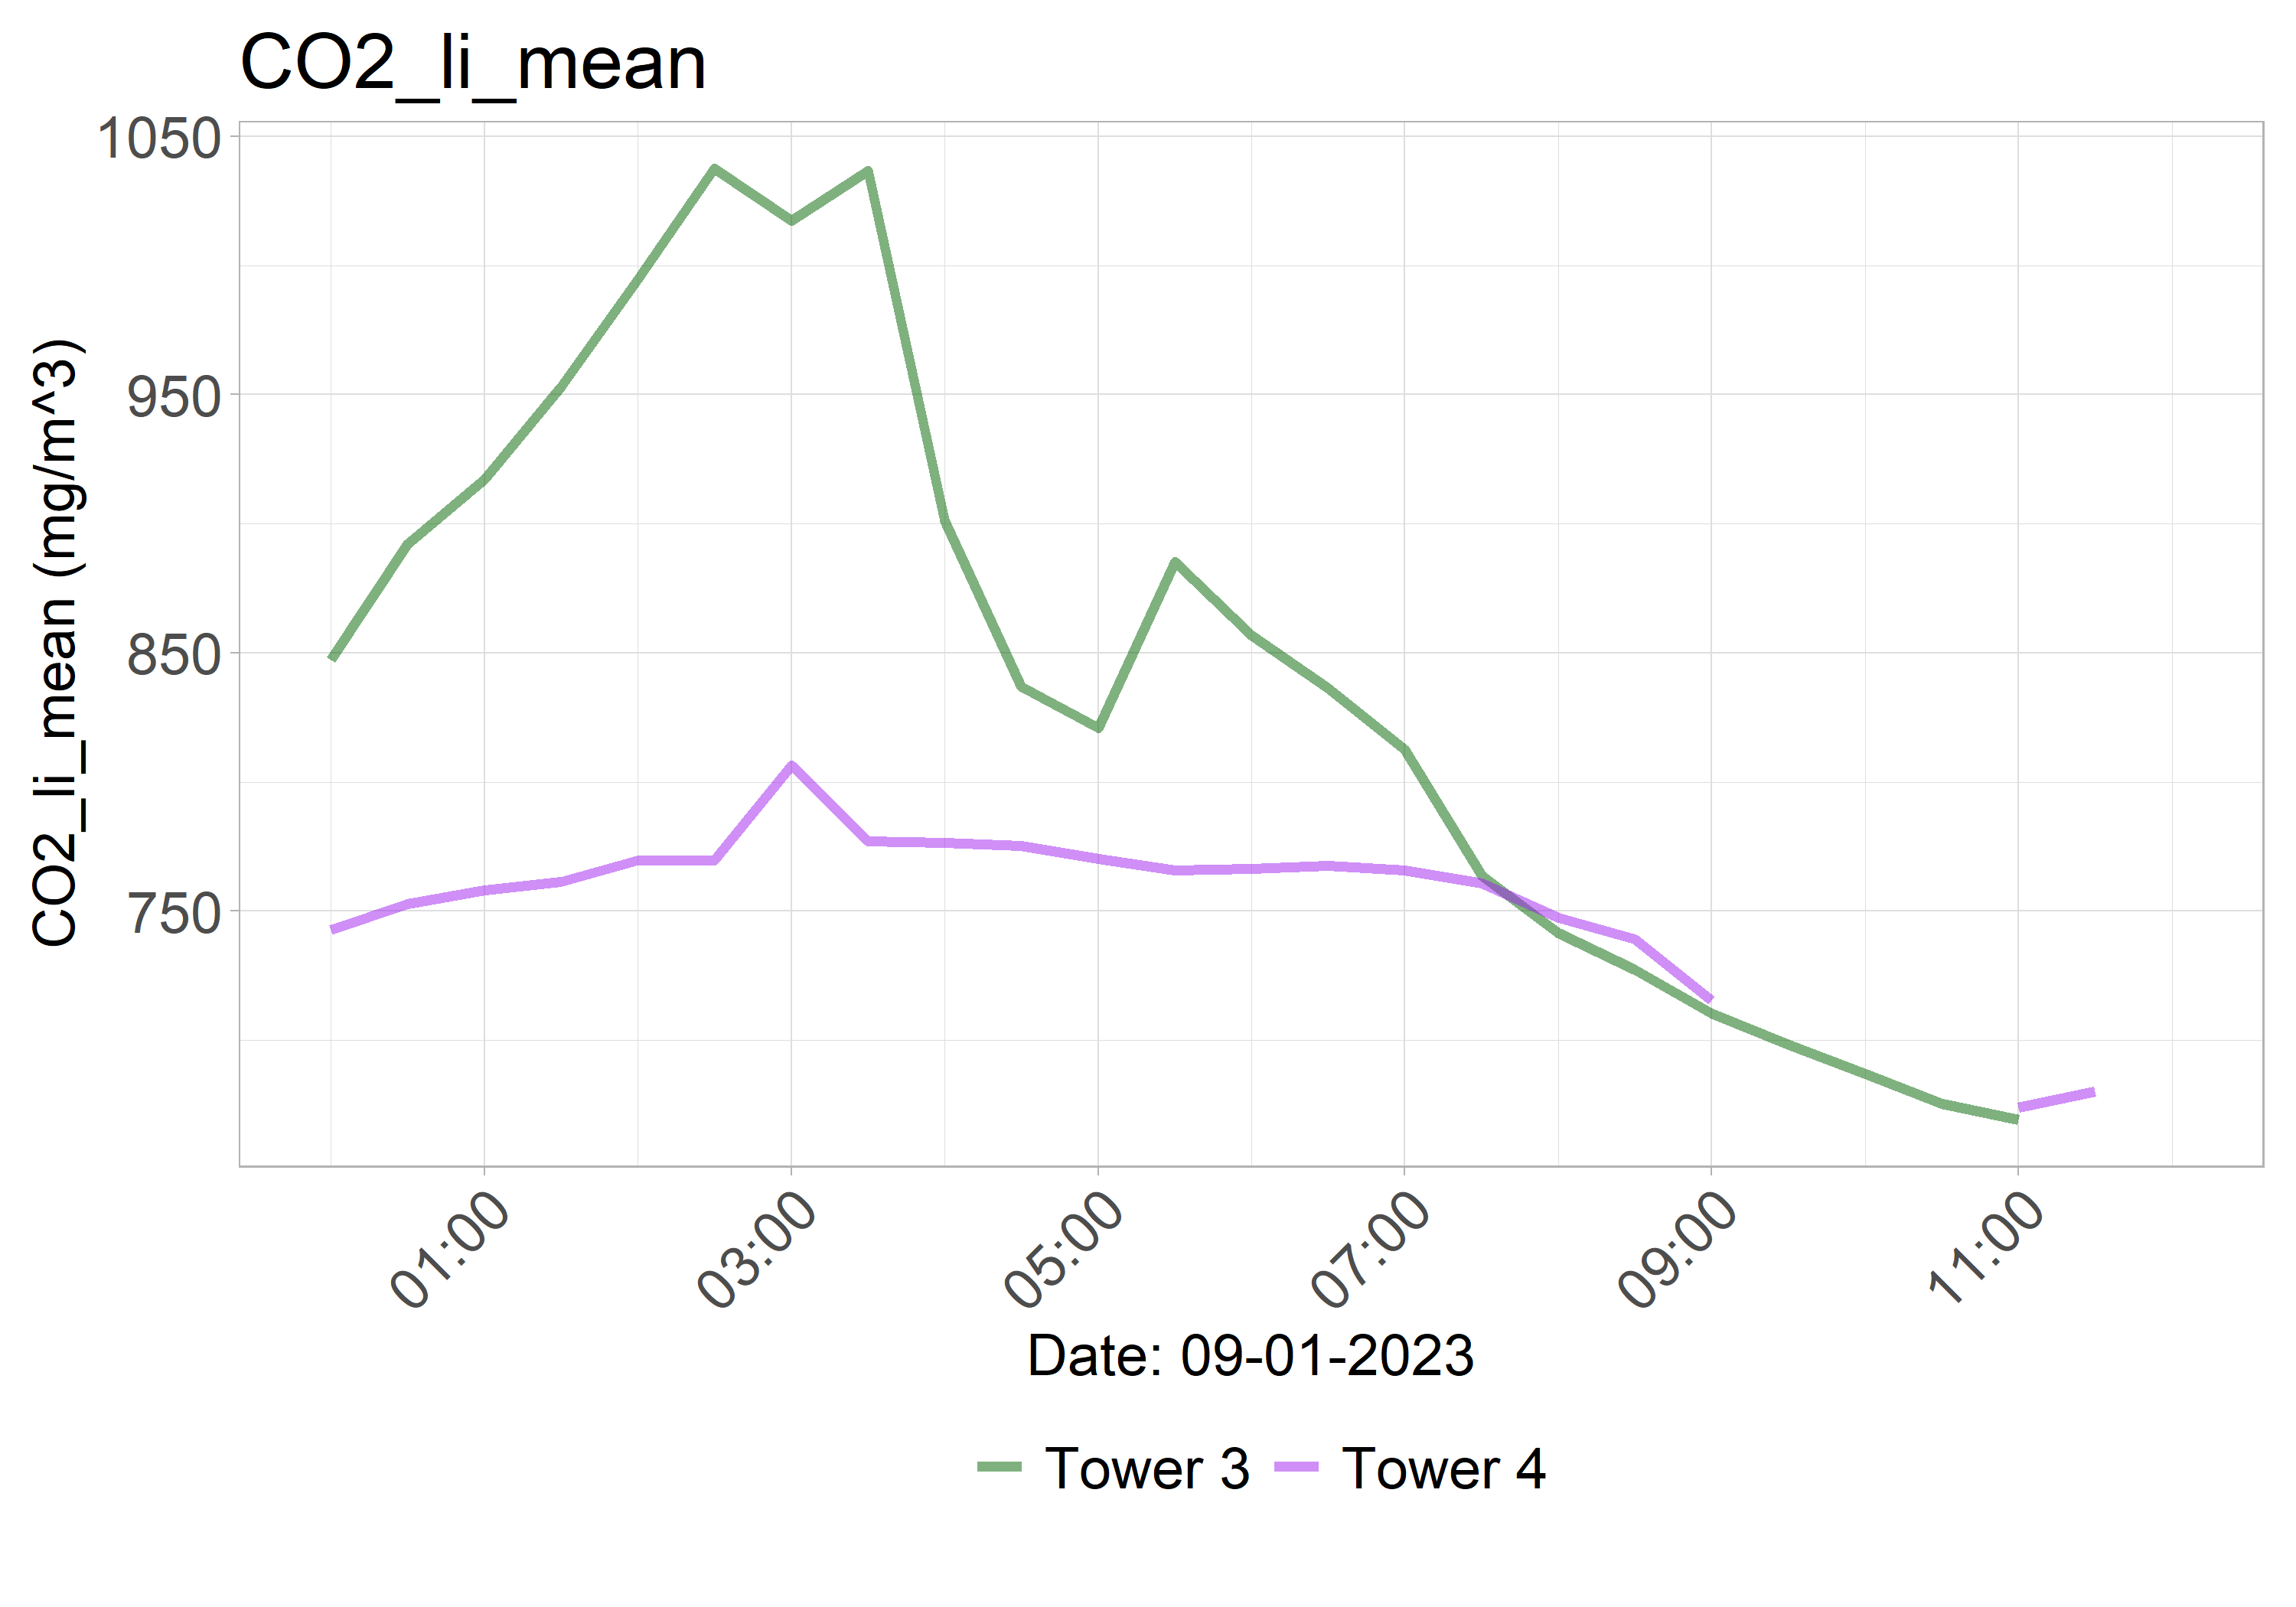 CO2_li_mean
CO2_li_mean (mg/m^3)
1050
950
850
750
01:00 03:00 05:00 07:00 09:00 11:00
Date: 09-01-2023
Tower 3 Tower 4